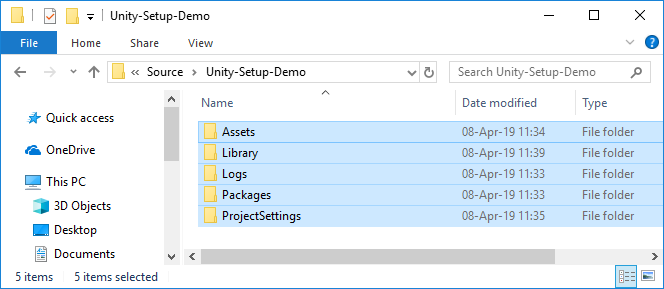 Unity-Setup-Demo
File Home Share View
« Source > Unity-Setup-Demo Search Unity-Setup-Demo
Name Date modified Type
Quick access
OneDrive
This PC
3D Objects
Desktop
Documents
Assets 08-Apr-19 11:34 File folder
Library 08-Apr-19 11:39 File folder
Logs 08-Apr-19 11:33 File folder
Packages 08-Apr-19 11:33 File folder
ProjectSettings 08-Apr-19 11:35 File folder
5 items 5 items selected